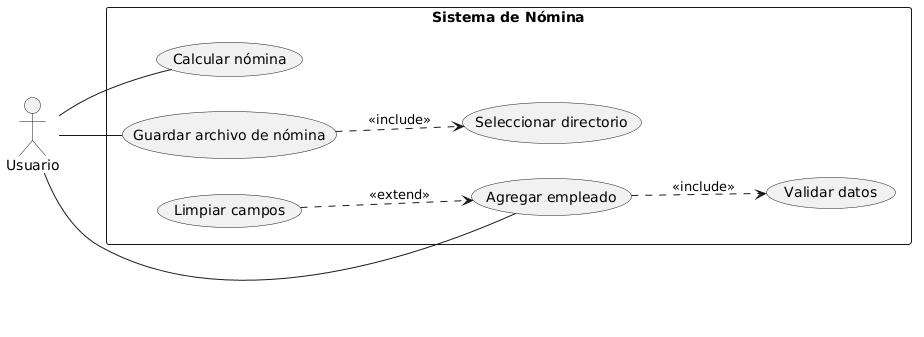 Sistema de Nómina
Calcular nómina
Usuario
Guardar archivo de nómina
«include»
Seleccionar directorio
Limpiar campos
«extend»
Agregar empleado
«include»
Validar datos